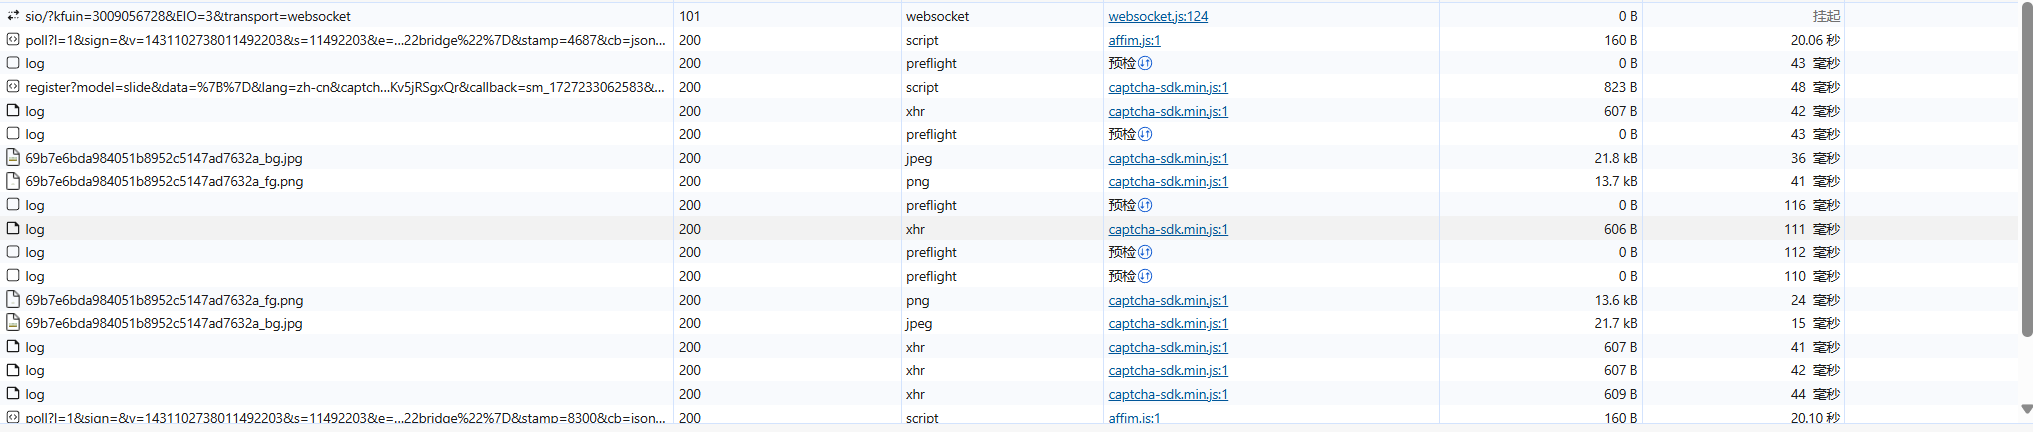 sio/?kfuin=3009056728&EIO=3&transport=websocket 101 websocket websocket.js:124 0 B 挂起
poll?l=1&sign=&v=1431102738011492203&s=11492203&e=...22bridge%22%7D&stamp=4687&cb=json... 200 script affim.js:1 160 B 20.06 秒
log 200 preflight 预检 0 B 43 毫秒
register?model=slide&data=%7B%7D&lang=zh-cn&captch...Kv5jRSgxQr&callback=sm_1727233062583&... 200 script captcha-sdk.min.js:1 823 B 48 毫秒
log 200 xhr captcha-sdk.min.js:1 607 B 42 毫秒
log 200 preflight 预检 0 B 43 毫秒
69b7e6bda984051b8952c5147ad7632a_bg.jpg 200 jpeg captcha-sdk.min.js:1 21.8 kB 36 毫秒
69b7e6bda984051b8952c5147ad7632a_fg.png 200 png captcha-sdk.min.js:1 13.7 kB 41 毫秒
log 200 preflight 预检 0 B 116 毫秒
log 200 xhr captcha-sdk.min.js:1 606 B 111 毫秒
log 200 preflight 预检 0 B 112 毫秒
log 200 preflight 预检 0 B 110 毫秒
69b7e6bda984051b8952c5147ad7632a_fg.png 200 png captcha-sdk.min.js:1 13.6 kB 24 毫秒
69b7e6bda984051b8952c5147ad7632a_bg.jpg 200 jpeg captcha-sdk.min.js:1 21.7 kB 15 毫秒
log 200 xhr captcha-sdk.min.js:1 607 B 41 毫秒
log 200 xhr captcha-sdk.min.js:1 607 B 42 毫秒
log 200 xhr captcha-sdk.min.js:1 609 B 44 毫秒
poll?l=1&sign=&v=1431102738011492203&s=11492203&e=...22bridge%22%7D&stamp=8300&cb=json... 200 script affim.js:1 160 B 20.10 秒